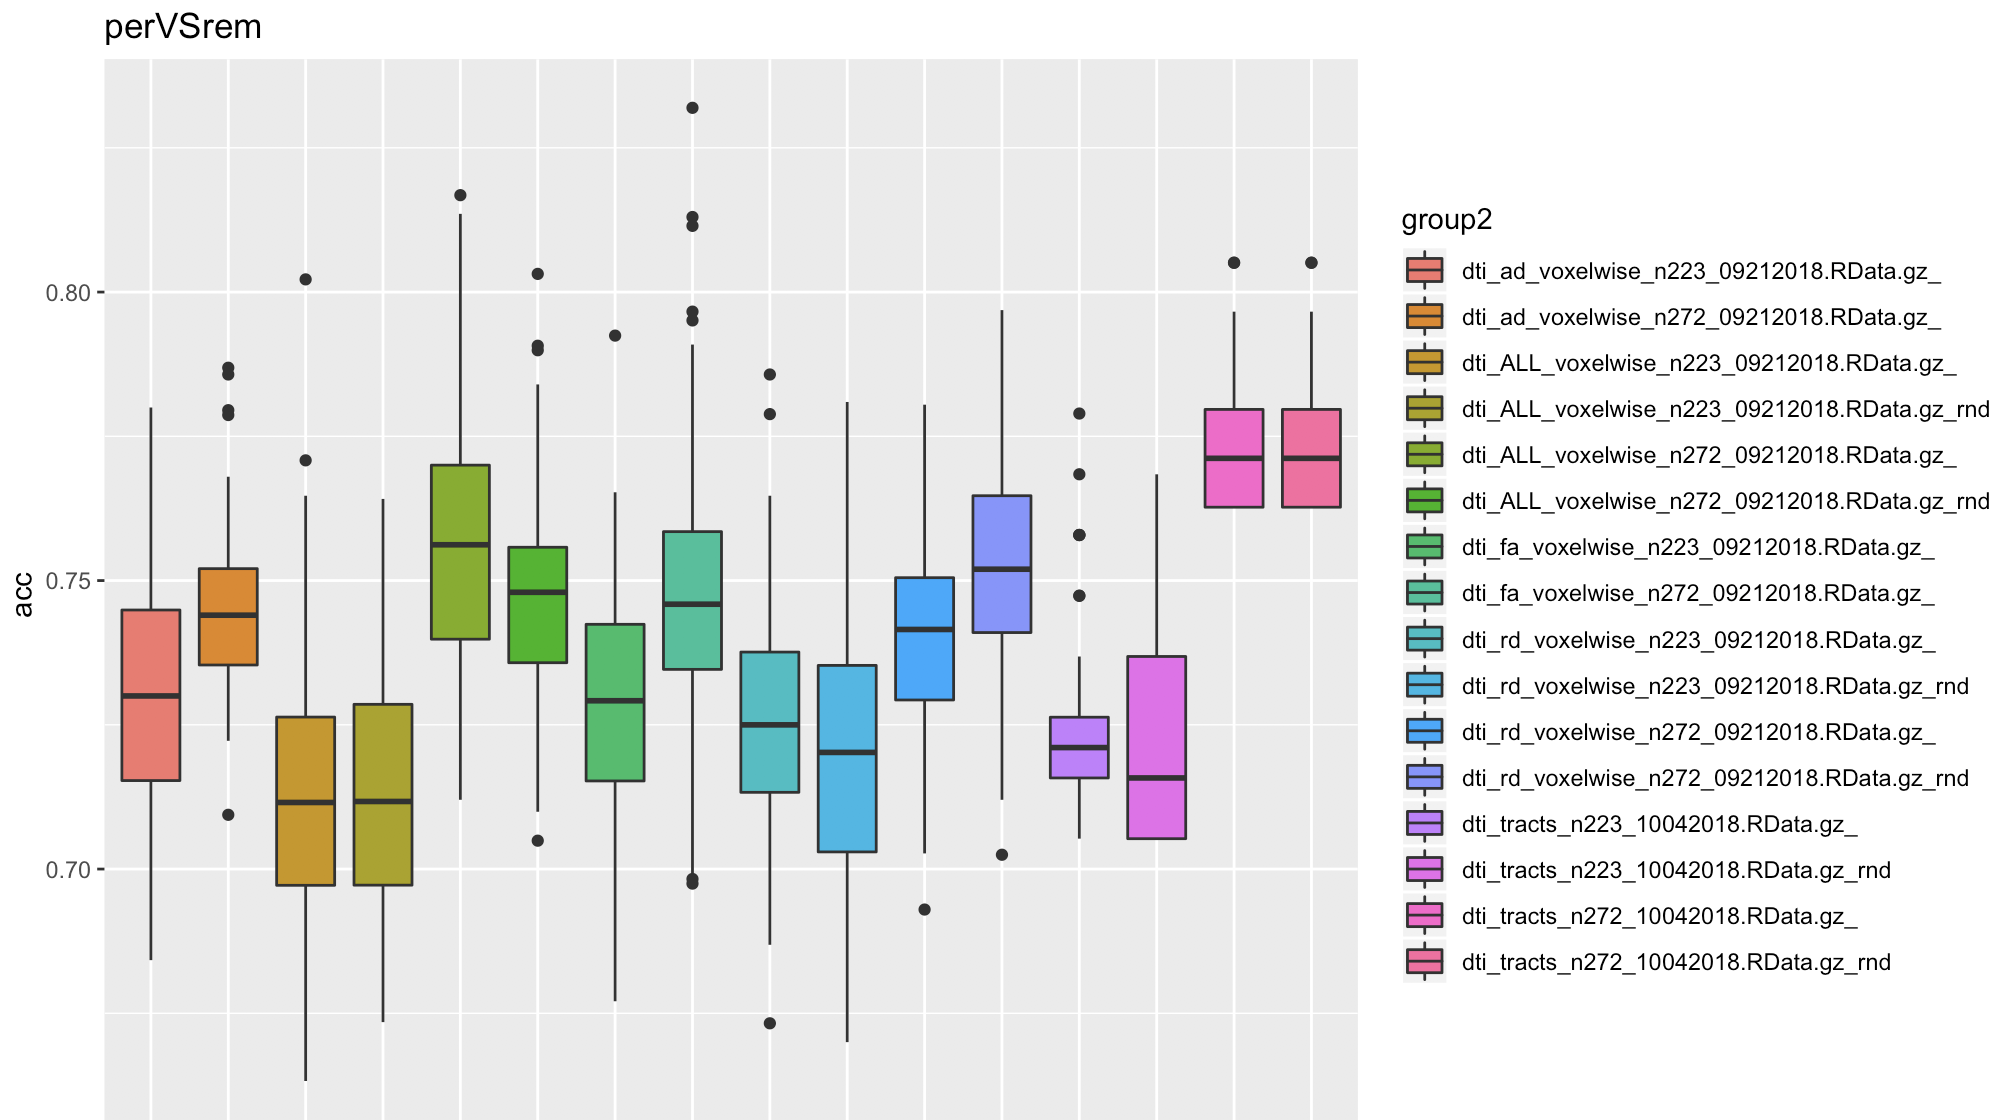 perVSrem
acc
0.80
0.75
0.70
group2
dti_ad_voxelwise_n223_09212018.RData.gz_
dti_ad_voxelwise_n272_09212018.RData.gz_
dti_ALL_voxelwise_n223_09212018.RData.gz_
dti_ALL_voxelwise_n223_09212018.RData.gz_rnd
dti_ALL_voxelwise_n272_09212018.RData.gz_
dti_ALL_voxelwise_n272_09212018.RData.gz_rnd
dti_fa_voxelwise_n223_09212018.RData.gz_
dti_fa_voxelwise_n272_09212018.RData.gz_
dti_rd_voxelwise_n223_09212018.RData.gz_
dti_rd_voxelwise_n223_09212018.RData.gz_rnd
dti_rd_voxelwise_n272_09212018.RData.gz_
dti_rd_voxelwise_n272_09212018.RData.gz_rnd
dti_tracts_n223_10042018.RData.gz_
dti_tracts_n223_10042018.RData.gz_rnd
dti_tracts_n272_10042018.RData.gz_
dti_tracts_n272_10042018.RData.gz_rnd